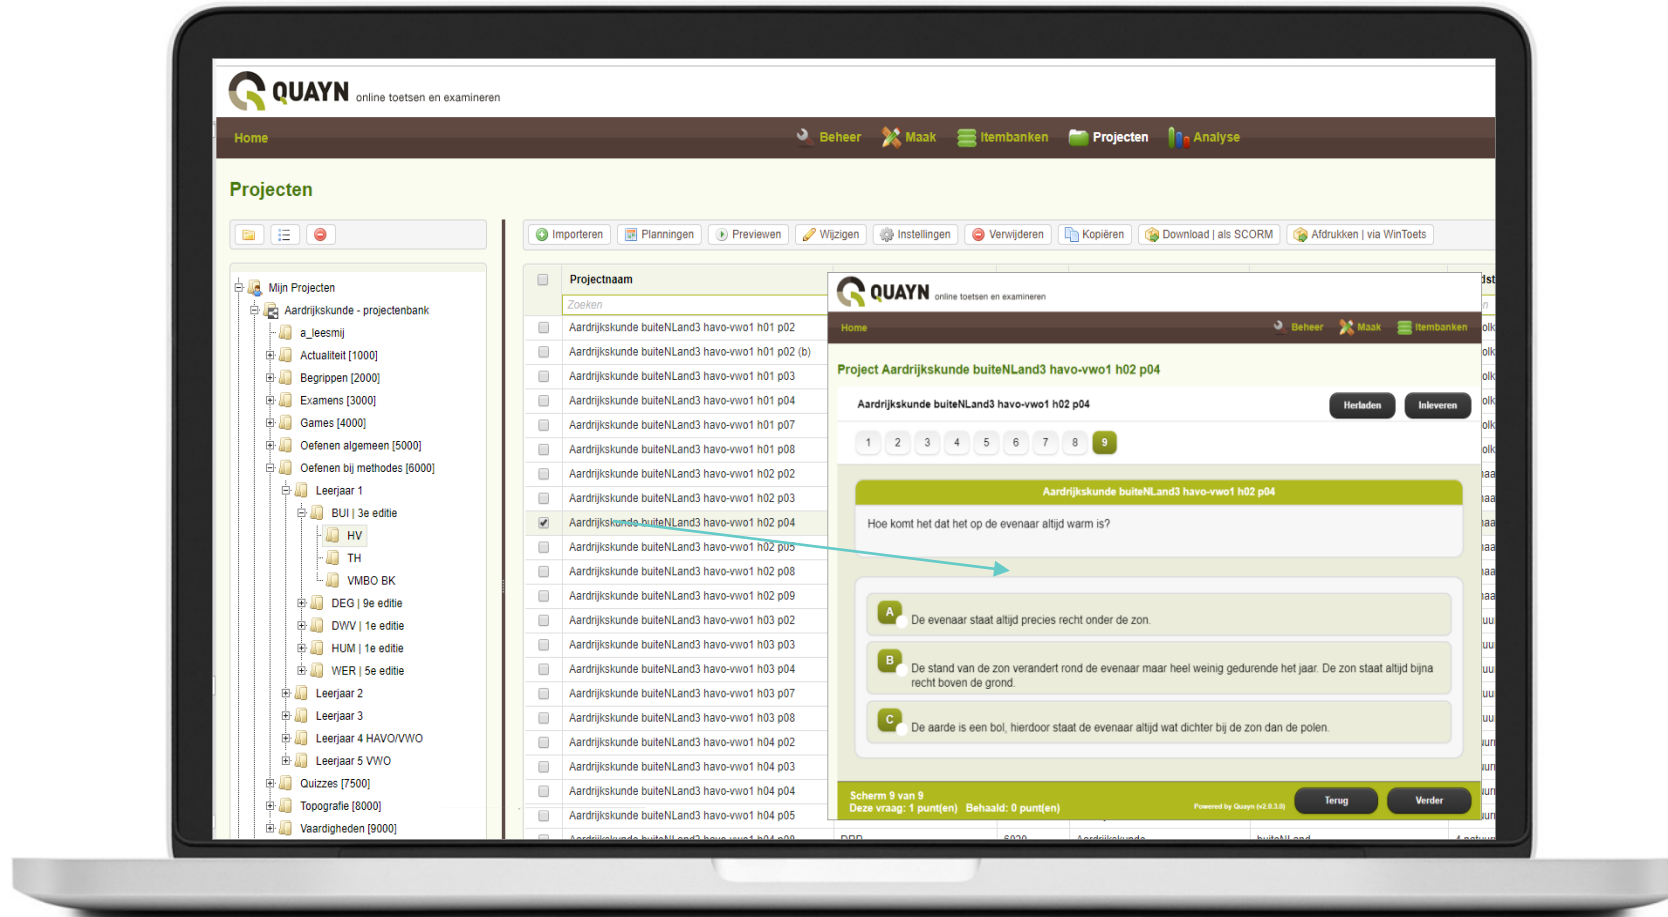 QUAYN online toetsen en examineren
Home Beheer Maak Itembanken Projecten Analyse
Projecten
Importeren Planningen Previewen Wijzigen Instellingen Verwijderen Kopiëren Download | als SCORM Afdrukken | via WinToets
Mijn Projecten
Aardrijkskunde - projectenbank
a_leesmij
Actualiteit [1000]
Begrippen [2000]
Examens [3000]
Games [4000]
Oefenen algemeen [5000]
Oefenen bij methodes [6000]
Leerjaar 1
BUI | 3e editie
HV
TH
VMBO BK
DEG | 9e editie
DWV | 1e editie
HUM | 1e editie
WER | 5e editie
Leerjaar 2
Leerjaar 3
Leerjaar 4 HAVO/VWO
Leerjaar 5 VWO
Quizzes [7500]
Topografie [8000]
Vaardigheden [9000]
Projectnaam
Zoeken
Aardrijkskunde buiteNLand3 havo-vwo1 h01 p02
Aardrijkskunde buiteNLand3 havo-vwo1 h01 p02 (b)
Aardrijkskunde buiteNLand3 havo-vwo1 h01 p03
Aardrijkskunde buiteNLand3 havo-vwo1 h01 p04
Aardrijkskunde buiteNLand3 havo-vwo1 h01 p07
Aardrijkskunde buiteNLand3 havo-vwo1 h01 p08
Aardrijkskunde buiteNLand3 havo-vwo1 h02 p02
Aardrijkskunde buiteNLand3 havo-vwo1 h02 p03
Aardrijkskunde buiteNLand3 havo-vwo1 h02 p04
Aardrijkskunde buiteNLand3 havo-vwo1 h02 p05
Aardrijkskunde buiteNLand3 havo-vwo1 h02 p08
Aardrijkskunde buiteNLand3 havo-vwo1 h02 p09
Aardrijkskunde buiteNLand3 havo-vwo1 h03 p02
Aardrijkskunde buiteNLand3 havo-vwo1 h03 p03
Aardrijkskunde buiteNLand3 havo-vwo1 h03 p04
Aardrijkskunde buiteNLand3 havo-vwo1 h03 p07
Aardrijkskunde buiteNLand3 havo-vwo1 h03 p08
Aardrijkskunde buiteNLand3 havo-vwo1 h04 p02
Aardrijkskunde buiteNLand3 havo-vwo1 h04 p03
Aardrijkskunde buiteNLand3 havo-vwo1 h04 p04
Aardrijkskunde buiteNLand3 havo-vwo1 h04 p05
Aardrijkskunde buiteNLand3 havo-vwo1 h04 p08 6020 Aardrijkskunde buiteNLand
QUAYN online toetsen en examineren
Home Beheer Maak Itembanken
Project Aardrijkskunde buiteNLand3 havo-vwo1 h02 p04
Aardrijkskunde buiteNLand3 havo-vwo1 h02 p04 Herladen Inleveren
1 2 3 4 5 6 7 8 9
Aardrijkskunde buiteNLand3 havo-vwo1 h02 p04
Hoe komt het dat het op de evenaar altijd warm is?
A De evenaar staat altijd precies recht onder de zon.
B De stand van de zon verandert rond de evenaar maar heel weinig gedurende het jaar. De zon staat altijd bijna
recht boven de grond.
C De aarde is een bol, hierdoor staat de evenaar altijd wat dichter bij de zon dan de polen.
Scherm 9 van 9
Deze vraag: 1 punt(en) Behaald: 0 punt(en) Powered by Quayn (v2.0.3.0) Terug Verder